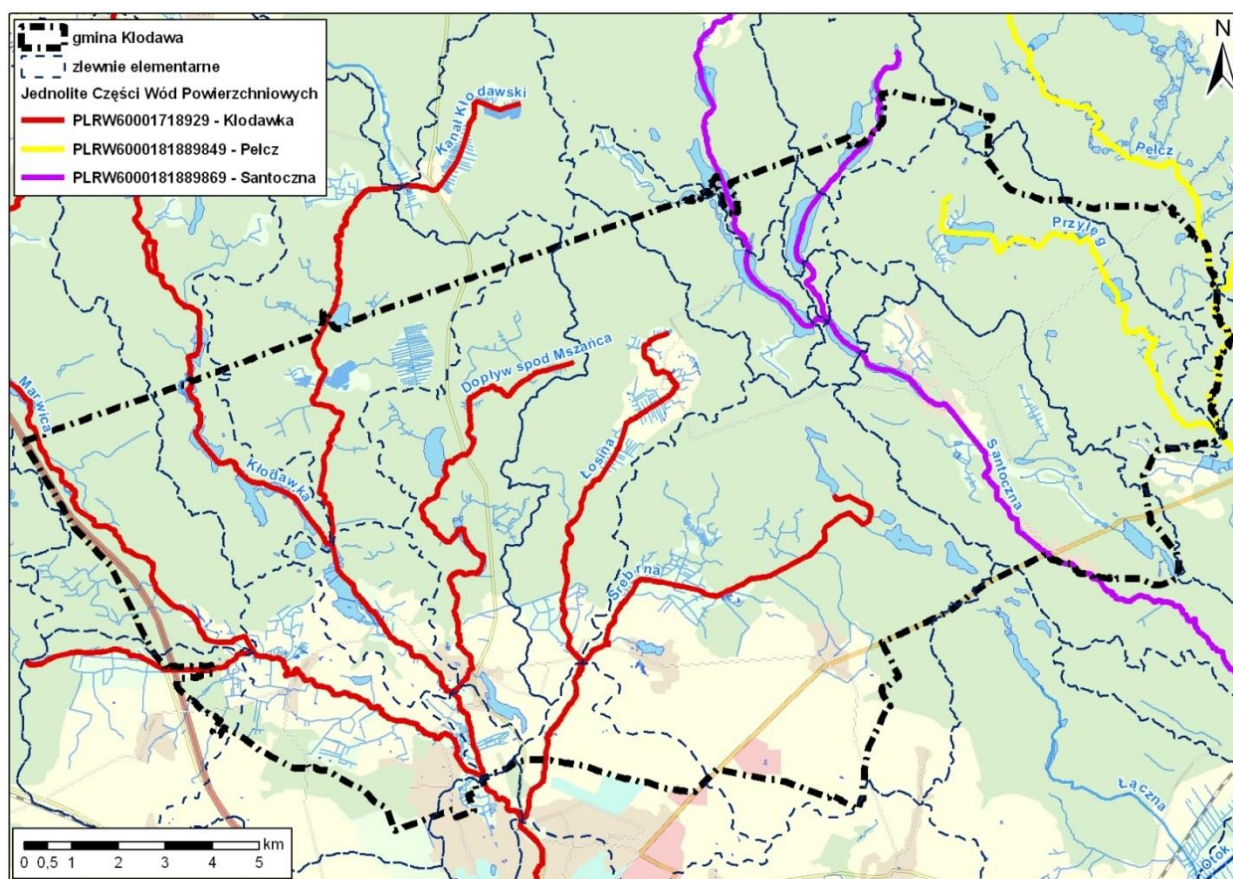 gmina Kłodawa
zlewnie elementarne
Jednolite Części Wód Powierzchniowych
PLRW60001718929 - Kłodawka
PLRW6000181889849 - Pełcz
PLRW6000181889869 - Santoczna
N
Kanał Kłodawski
Pełcz
Przyłęg
Marwica
Dopływ spod Mszańca
Kłodawka
Łosina
Santoczna
Srebrna
Łączna
Otok
0 0,5 1 2 3 4 5 km